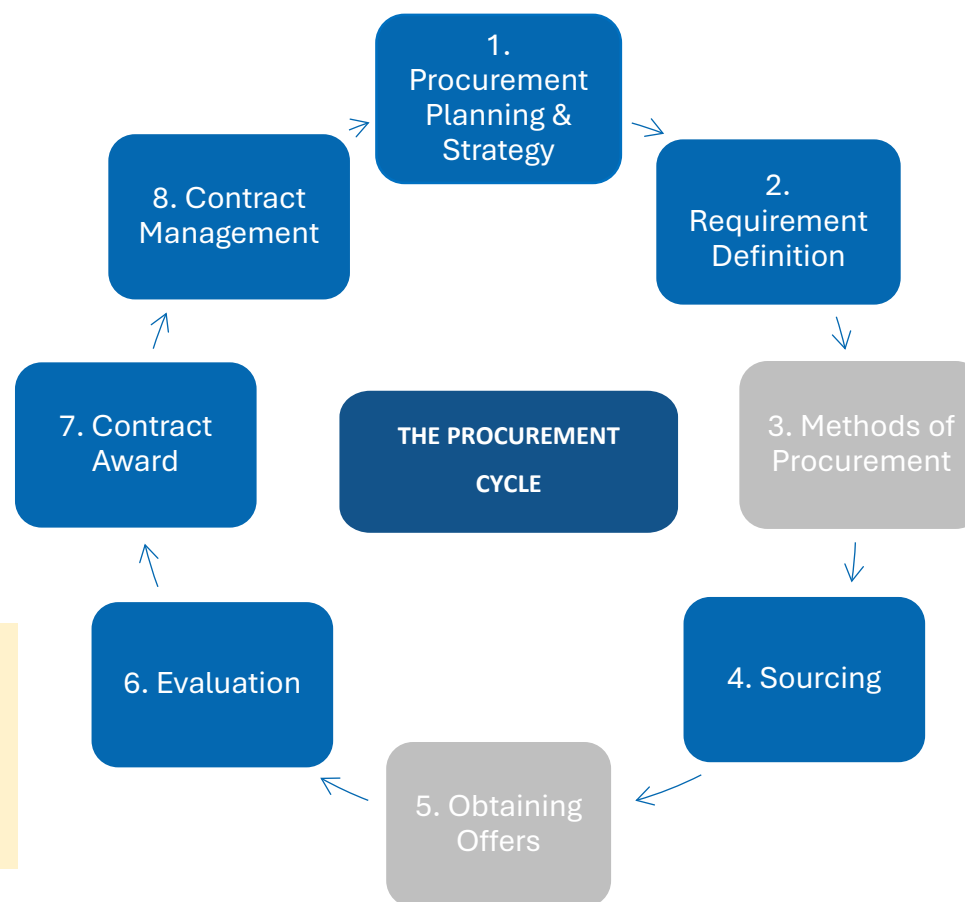 1.
Procurement
Planning &
Strategy
2.
Requirement
Definition
3. Methods of
Procurement
4. Sourcing
5. Obtaining
Offers
6. Evaluation
7. Contract
Award
8. Contract
Management
THE PROCUREMENT
CYCLE